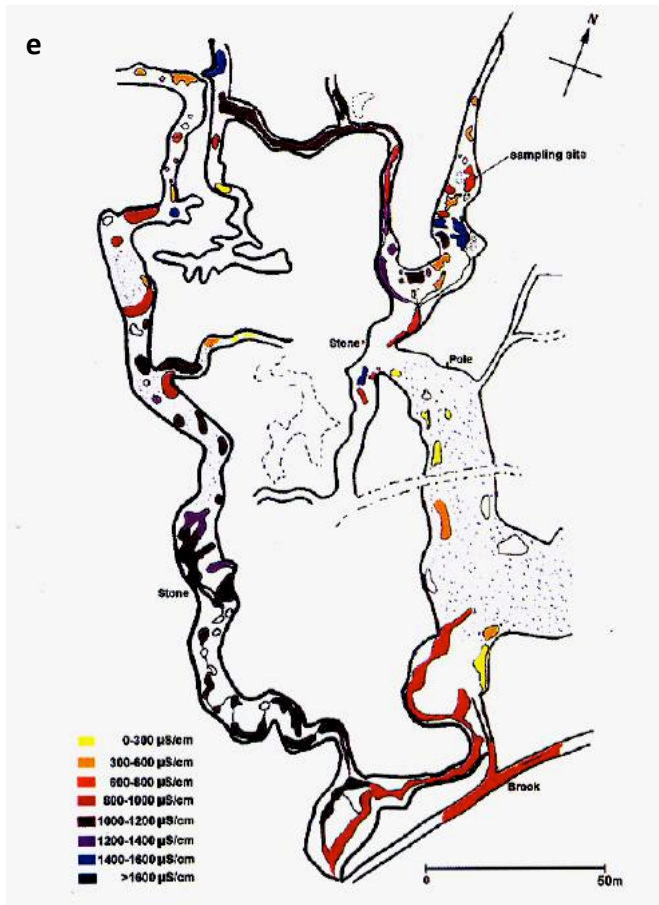 e
N
sampling site
Stone
Pole
Stone
0-300 µS/cm
300-600 µS/cm
600-800 µS/cm
800-1000 µS/cm
1000-1200 µS/cm
1200-1400 µS/cm
1400-1600 µS/cm
>1600 µS/cm
Brook
0
50m